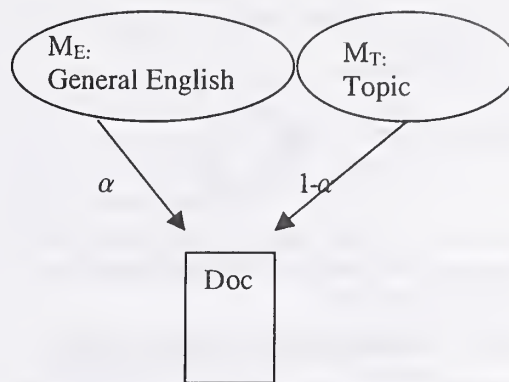 M_E:
General English
M_T:
Topic
α
1-α
Doc